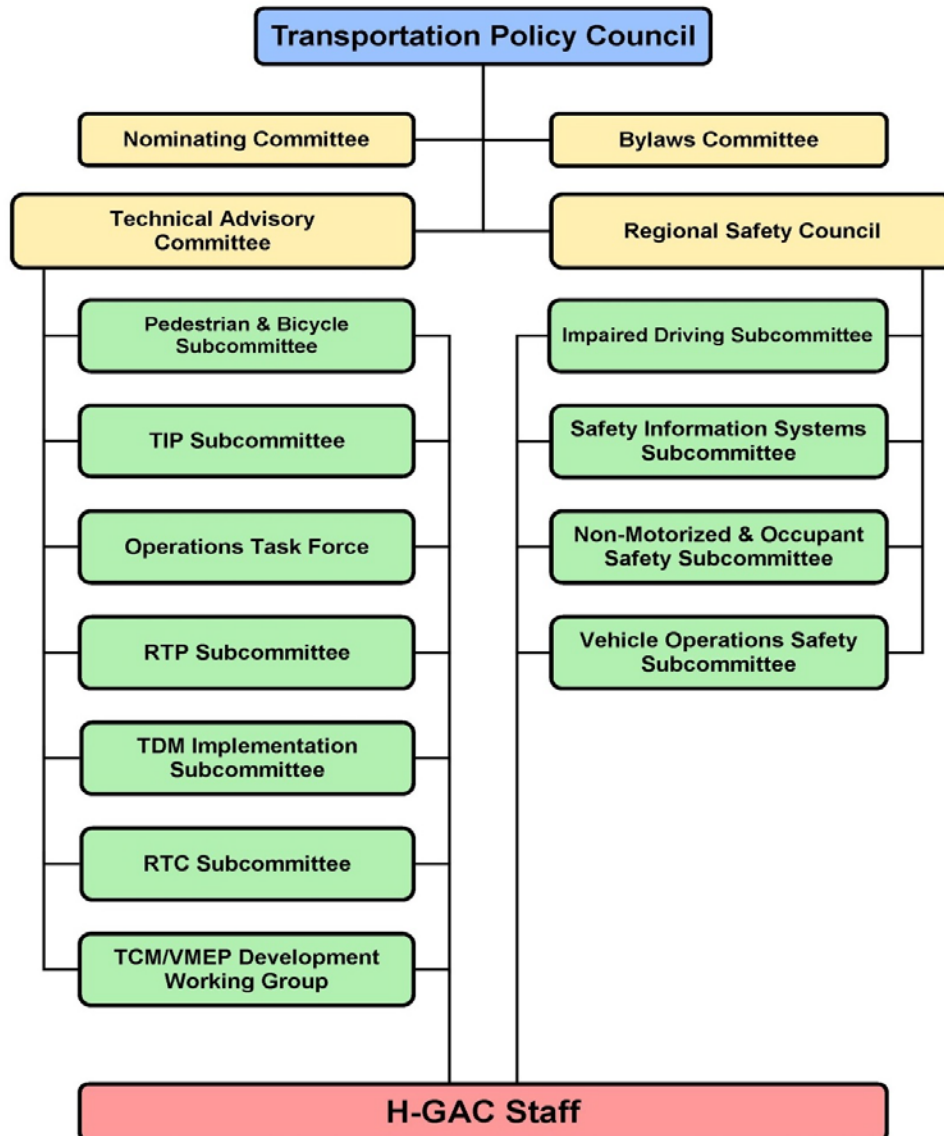 Transportation Policy Council
Nominating Committee
Bylaws Committee
Technical Advisory
Committee
Regional Safety Council
Pedestrian & Bicycle
Subcommittee
TIP Subcommittee
Operations Task Force
RTP Subcommittee
TDM Implementation
Subcommittee
RTC Subcommittee
TCM/VMEP Development
Working Group
Impaired Driving Subcommittee
Safety Information Systems
Subcommittee
Non-Motorized & Occupant
Safety Subcommittee
Vehicle Operations Safety
Subcommittee
H-GAC Staff